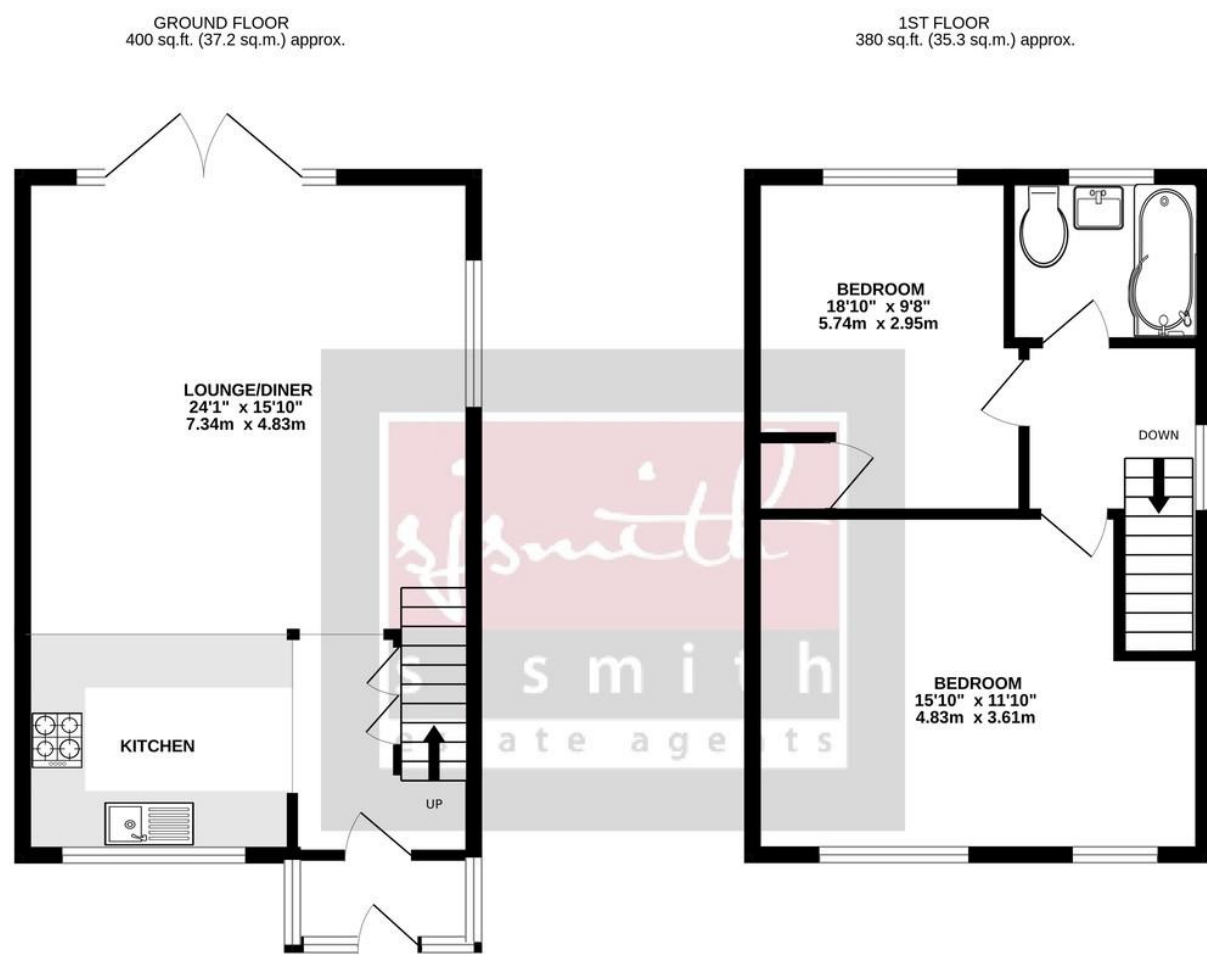 GROUND FLOOR
400 sq.ft. (37.2 sq.m.) approx.
1ST FLOOR
380 sq.ft. (35.3 sq.m.) approx.
BEDROOM
18'10" x 9'8"
5.74m x 2.95m
LOUNGE/DINER
24'1" x 15'10"
7.34m x 4.83m
DOWN
sjsmith
s smith
BEDROOM
15'10" x 11'10"
4.83m x 3.61m
KITCHEN
estate agents
UP